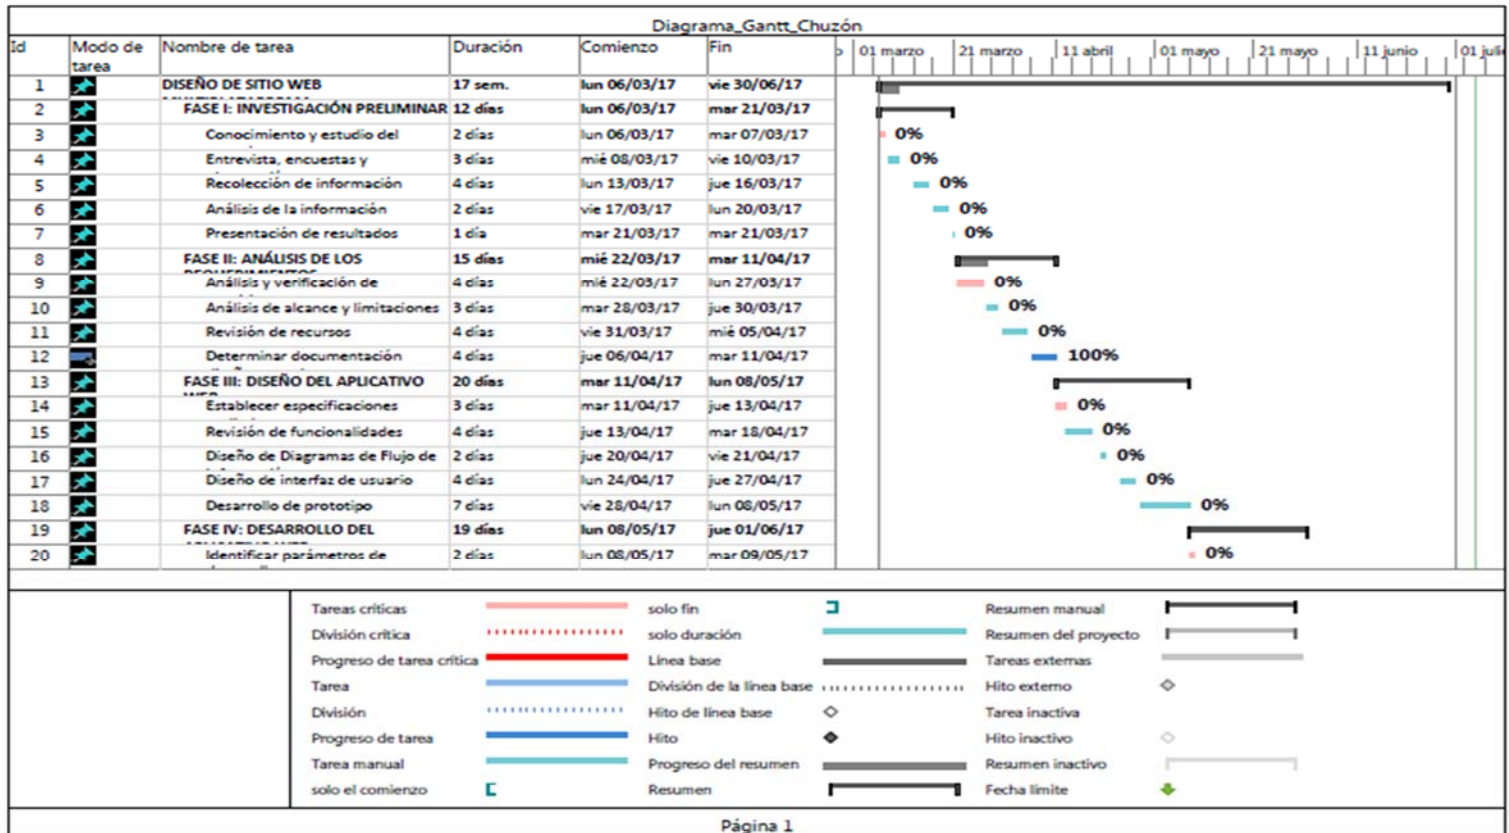 Diagrama_Gantt_Chuzón
Id Modo de tarea Nombre de tarea Duración Comienzo Fin 01 marzo 21 marzo 11 abril 01 mayo 21 mayo 11 junio 01 julio
1 DISEÑO DE SITIO WEB 17 sem. lun 06/03/17 vie 30/06/17
2 FASE I: INVESTIGACIÓN PRELIMINAR 12 días lun 06/03/17 mar 21/03/17
3 Conocimiento y estudio del 2 días lun 06/03/17 mar 07/03/17 0%
4 Entrevista, encuestas y 3 días mié 08/03/17 vie 10/03/17 0%
5 Recolección de información 4 días lun 13/03/17 jue 16/03/17 0%
6 Análisis de la información 2 días vie 17/03/17 lun 20/03/17 0%
7 Presentación de resultados 1 día mar 21/03/17 mar 21/03/17 0%
8 FASE II: ANÁLISIS DE LOS 15 días mié 22/03/17 mar 11/04/17
9 Análisis y verificación de 4 días mié 22/03/17 lun 27/03/17 0%
10 Análisis de alcance y limitaciones 3 días mar 28/03/17 jue 30/03/17 0%
11 Revisión de recursos 4 días vie 31/03/17 mié 05/04/17 0%
12 Determinar documentación 4 días jue 06/04/17 mar 11/04/17 100%
13 FASE III: DISEÑO DEL APLICATIVO 20 días mar 11/04/17 lun 08/05/17
14 Establecer especificaciones 3 días mar 11/04/17 jue 13/04/17 0%
15 Revisión de funcionalidades 4 días jue 13/04/17 mar 18/04/17 0%
16 Diseño de Diagramas de Flujo de 2 días jue 20/04/17 vie 21/04/17 0%
17 Diseño de interfaz de usuario 4 días lun 24/04/17 jue 27/04/17 0%
18 Desarrollo de prototipo 7 días vie 28/04/17 lun 08/05/17 0%
19 FASE IV: DESARROLLO DEL 19 días lun 08/05/17 jue 01/06/17
20 Identificar parámetros de 2 días lun 08/05/17 mar 09/05/17 0%
Tareas críticas solo fin Resumen manual
División crítica solo duración Resumen del proyecto
Progreso de tarea crítica Línea base Tareas externas
Tarea División de la línea base Hito externo
División Hito de línea base Tarea inactiva
Progreso de tarea Hito Hito inactivo
Tarea manual Progreso del resumen Resumen inactivo
solo el comienzo Resumen Fecha límite
Página 1